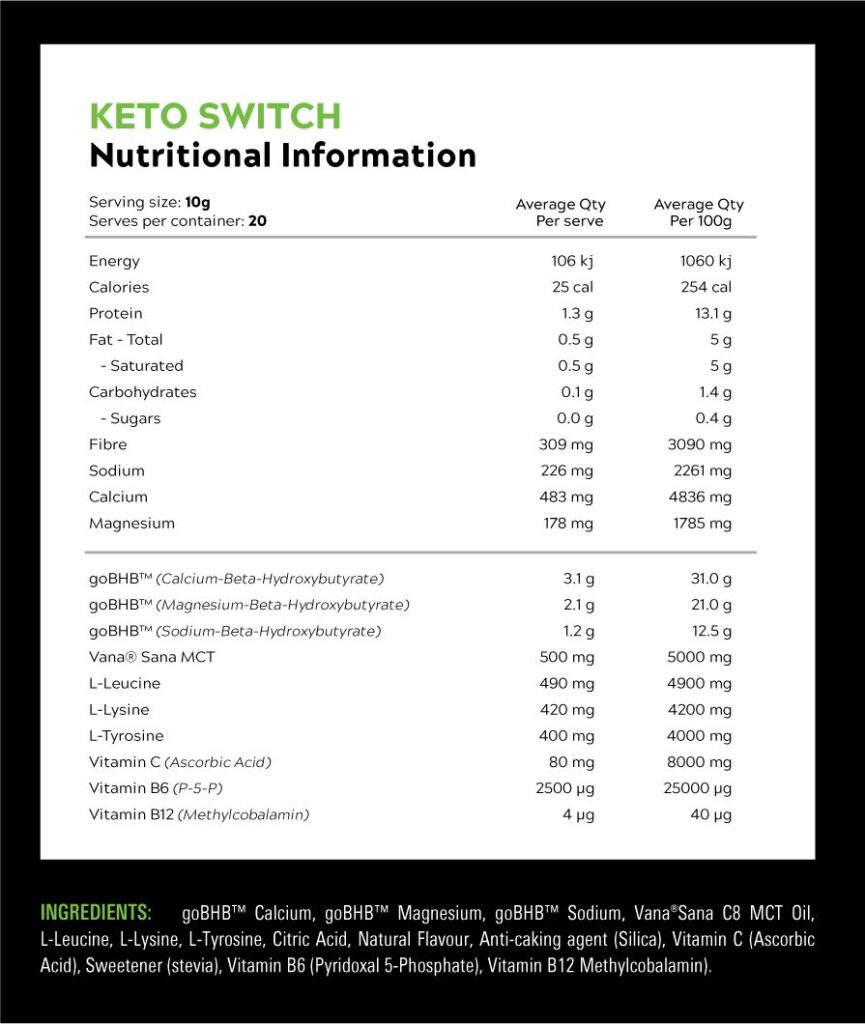 KETO SWITCH
Nutritional Information
Serving size: 10g Average Qty Average Qty
Serves per container: 20 Per serve Per 100g
Energy 106 kj 1060 kj
Calories 25 cal 254 cal
Protein 1.3 g 13.1 g
Fat - Total 0.5 g 5 g
- Saturated 0.5 g 5 g
Carbohydrates 0.1 g 1.4 g
- Sugars 0.0 g 0.4 g
Fibre 309 mg 3090 mg
Sodium 226 mg 2261 mg
Calcium 483 mg 4836 mg
Magnesium 178 mg 1785 mg
goBHB™ (Calcium-Beta-Hydroxybutyrate) 3.1 g 31.0 g
goBHB™ (Magnesium-Beta-Hydroxybutyrate) 2.1 g 21.0 g
goBHB™ (Sodium-Beta-Hydroxybutyrate) 1.2 g 12.5 g
Vana® Sana MCT 500 mg 5000 mg
L-Leucine 490 mg 4900 mg
L-Lysine 420 mg 4200 mg
L-Tyrosine 400 mg 4000 mg
Vitamin C (Ascorbic Acid) 80 mg 8000 mg
Vitamin B6 (P-5-P) 2500 µg 25000 µg
Vitamin B12 (Methylcobalamin) 4 µg 40 µg
INGREDIENTS: goBHB™ Calcium, goBHB™ Magnesium, goBHB™ Sodium, Vana®Sana C8 MCT Oil,
L-Leucine, L-Lysine, L-Tyrosine, Citric Acid, Natural Flavour, Anti-caking agent (Silica), Vitamin C (Ascorbic
Acid), Sweetener (stevia), Vitamin B6 (Pyridoxal 5-Phosphate), Vitamin B12 Methylcobalamin).